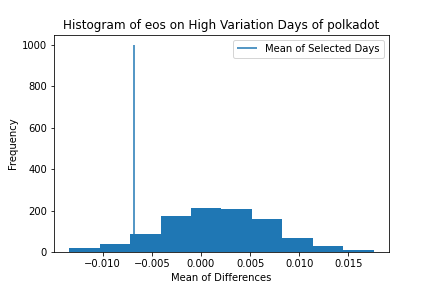 Histogram of eos on High Variation Days of polkadot
Mean of Selected Days
1000
800
600
400
200
0
Frequency
−0.010 −0.005 0.000 0.005 0.010 0.015
Mean of Differences